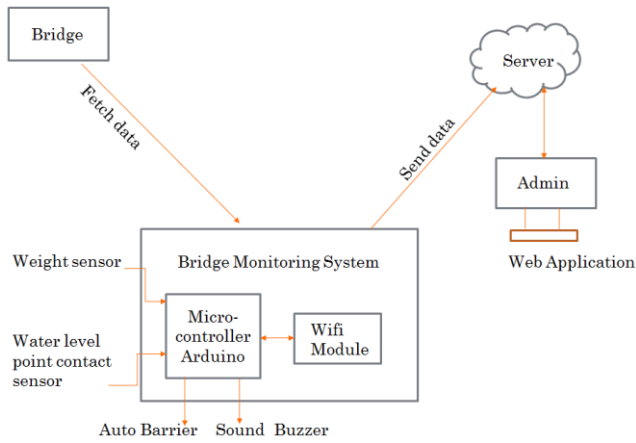 Bridge
Server
Fetch data
Send data
Admin
Web Application
Weight sensor
Bridge Monitoring System
Micro-
controller
Arduino
Wifi
Module
Water level
point contact
sensor
Auto Barrier
Sound Buzzer